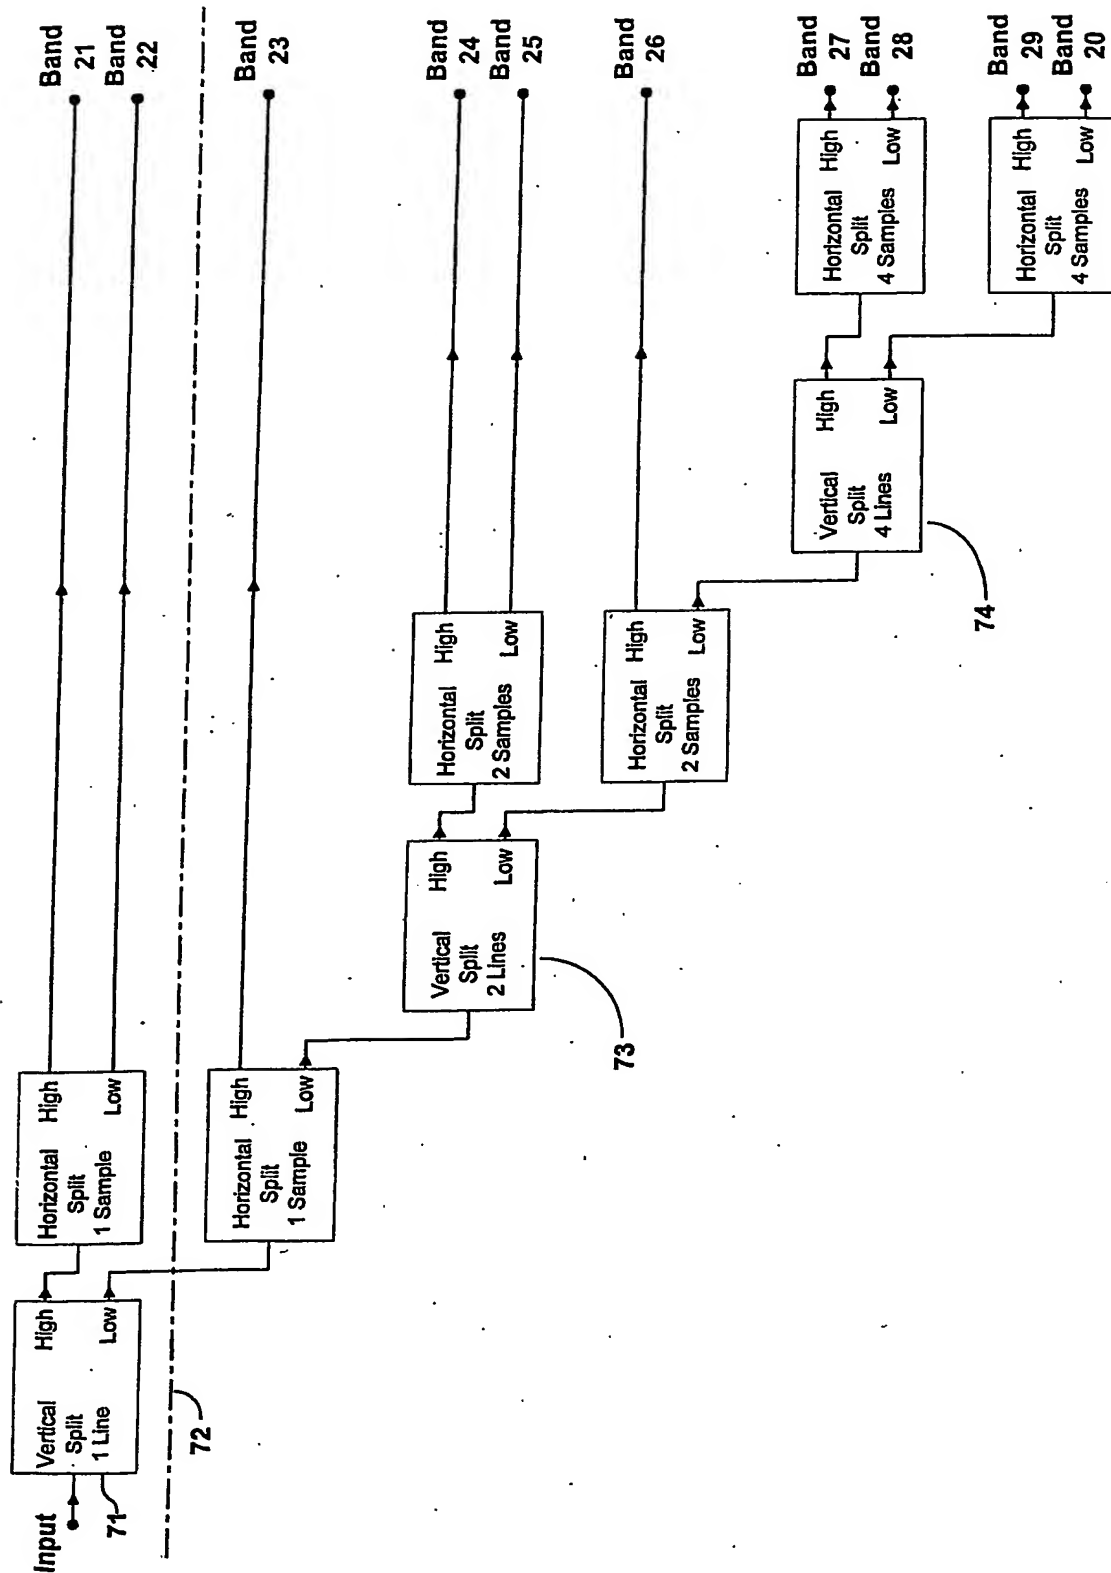 Input
71
Vertical
Split
1 Line
High
Low
72
Horizontal
Split
1 Sample
High
Low
Band
21
Band
22
Horizontal
Split
1 Sample
High
Low
Band
23
Vertical
Split
2 Lines
High
Low
73
Horizontal
Split
2 Samples
High
Low
Band
24
Band
25
Horizontal
Split
2 Samples
High
Low
Band
26
Vertical
Split
4 Lines
High
Low
74
Horizontal
Split
4 Samples
High
Low
Band
27
Band
28
Horizontal
Split
4 Samples
High
Low
Band
29
Band
20